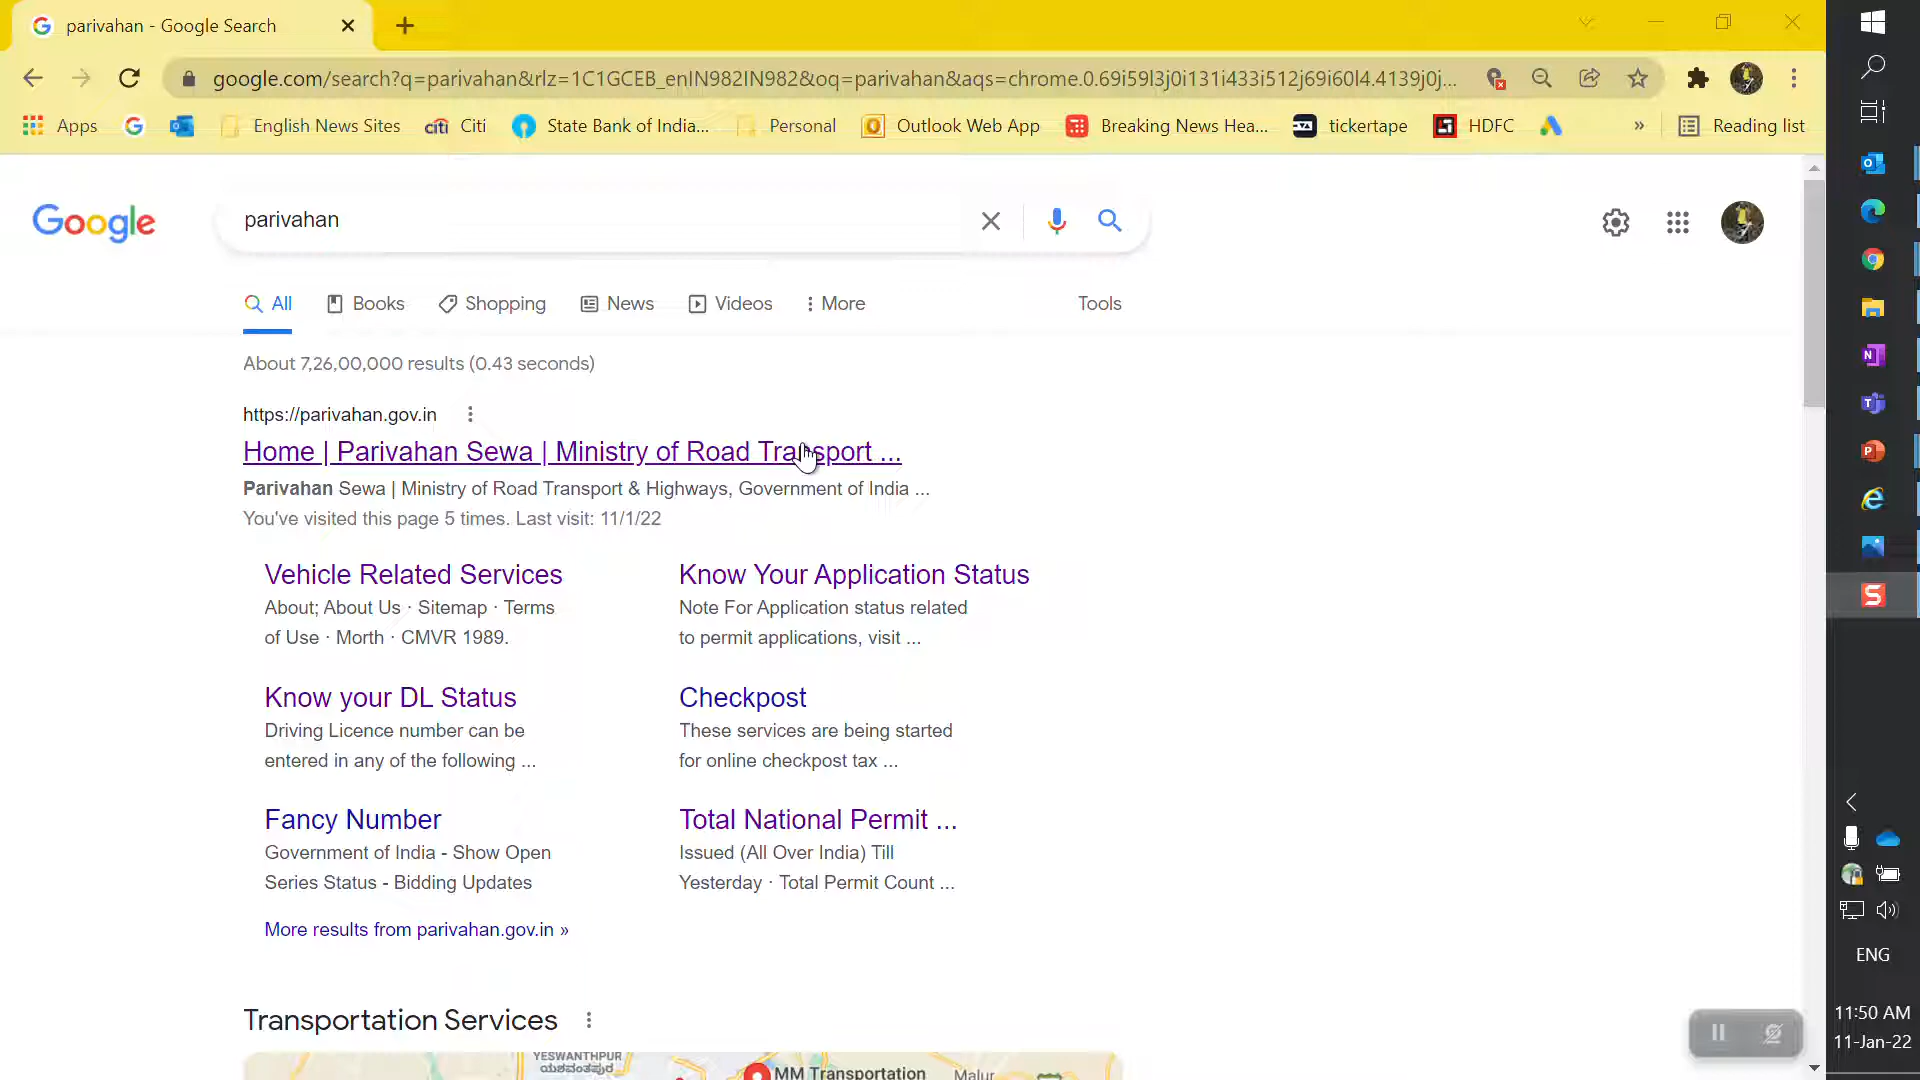 parivahan - Google Search
google.com/search?q=parivahan&rlz=1C1GCEB_enIN982IN982&oq=parivahan&aqs=chrome.0.69i59l3j0i131i433i512j69i60l4.4139j0j...
Apps English News Sites citi Citi State Bank of India... Personal Outlook Web App Breaking News Hea... tickertape HDFC » Reading list
Google parivahan
All Books Shopping News Videos More Tools
About 7,26,00,000 results (0.43 seconds)
https://parivahan.gov.in
Home | Parivahan Sewa | Ministry of Road Transport ...
Parivahan Sewa | Ministry of Road Transport & Highways, Government of India ...
You've visited this page 5 times. Last visit: 11/1/22
Vehicle Related Services
About; About Us · Sitemap · Terms
of Use · Morth · CMVR 1989.
Know Your Application Status
Note For Application status related
to permit applications, visit ...
Know your DL Status
Driving Licence number can be
entered in any of the following ...
Checkpost
These services are being started
for online checkpost tax ...
Fancy Number
Government of India - Show Open
Series Status - Bidding Updates
Total National Permit ...
Issued (All Over India) Till
Yesterday · Total Permit Count ...
More results from parivahan.gov.in »
Transportation Services
YESWANTHPUR
ಯಶವಂತಪುರ
MM Transportation
Malur
ENG
11:50 AM
11-Jan-22